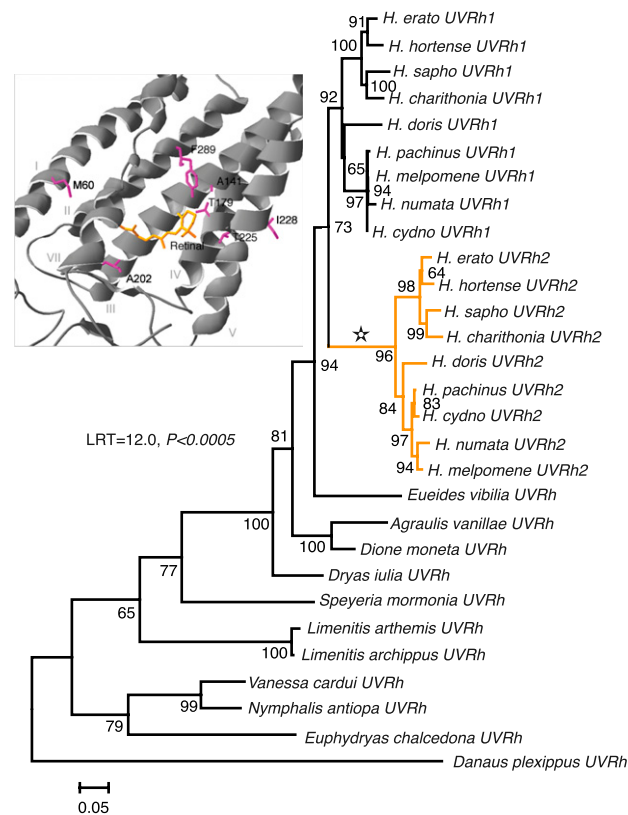 H. erato UVRh1
91
H. hortense UVRh1
100
H. sapho UVRh1
100
H. charithonia UVRh1
92
H. doris UVRh1
H. pachinus UVRh1
65
H. melpomene UVRh1
94
97
H. numata UVRh1
73
H. cydno UVRh1
F289
I
M60
A141
T179
II
I228
T225
Retinal
VII
IV
A202
III
V
H. erato UVRh2
64
98
H. hortense UVRh2
H. sapho UVRh2
99
H. charithonia UVRh2
96
94
H. doris UVRh2
H. pachinus UVRh2
84
83
H. cydno UVRh2
97
H. numata UVRh2
94
H. melpomene UVRh2
LRT=12.0, P<0.0005
81
Eueides vibilia UVRh
100
Agraulis vanillae UVRh
100
Dione moneta UVRh
77
Dryas iulia UVRh
Speyeria mormonia UVRh
65
Limenitis arthemis UVRh
100
Limenitis archippus UVRh
Vanessa cardui UVRh
99
Nymphalis antiopa UVRh
79
Euphydryas chalcedona UVRh
Danaus plexippus UVRh
0.05